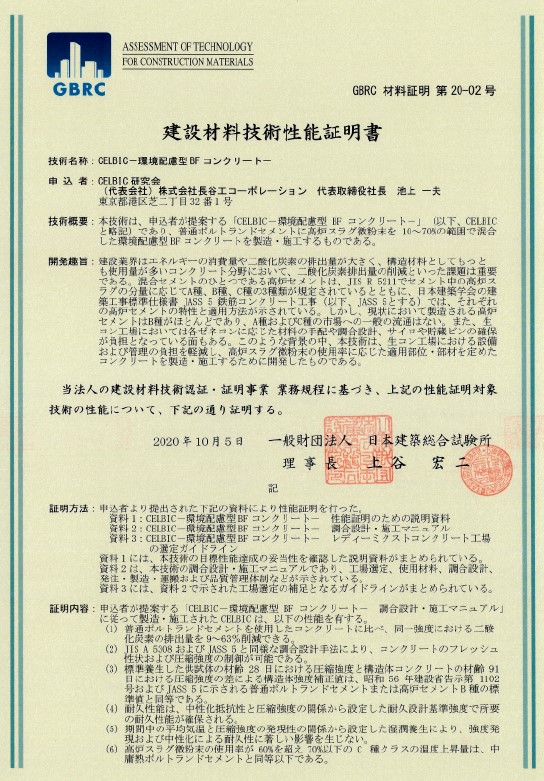 ASSESSMENT OF TECHNOLOGY
FOR CONSTRUCTION MATERIALS
GBRC
GBRC 材料証明 第20-02号
建設材料技術性能証明書
技術名称：CELBIC－環境配慮型BFコンクリート－
申込者：CELBIC研究会
（代表会社）株式会社長谷工コーポレーション 代表取締役社長 池上 一夫
東京都港区芝二丁目32番1号
技術概要：本技術は、申込者が提案する「CELBIC－環境配慮型BFコンクリート－」（以下、CELBIC
と略記）であり、普通ポルトランドセメントに高炉スラグ微粉末を 10～70%の範囲で混合
した環境配慮型BFコンクリートを製造・施工するものである。
開発趣旨：建設業界はエネルギーの消費量や二酸化炭素の排出量が大きく、構造材料としてもっと
も使用量が多いコンクリート分野において、二酸化炭素排出量の削減といった課題は重要
である。混合セメントのひとつである高炉セメントは、JIS R 5211でセメント中の高炉ス
ラグの分量に応じてA種、B種、C種の3種類が規定されているとともに、日本建築学会の建
築工事標準仕様書 JASS 5 鉄筋コンクリート工事（以下、JASS 5とする）では、それぞれ
の高炉セメントの特性と適用方法が示されている。しかし、現状において製造される高炉
セメントはB種がほとんどであり、A種およびC種の市場への一般の流通はない。また、生
コン工場においては各ゼネコンに応じた材料の手配や調合設計、サイロや貯蔵ビンの確保
が負担となっている面もある。このような背景の中、本技術は、生コン工場における設備
および管理の負担を軽減し、高炉スラグ微粉末の使用率に応じた適用部位・部材を定めた
コンクリートを製造・施工するために開発したものである。
当法人の建設材料技術認証・証明事業 業務規程に基づき、上記の性能証明対象
技術の性能について、下記の通り証明する。
2020年10月5日 一般財団法人 日本建築総合試験所
理事長 上谷 宏二
記
証明方法：申込者より提出された下記の資料により性能証明を行った。
資料1：CELBIC－環境配慮型BFコンクリート－ 性能証明のための説明資料
資料2：CELBIC－環境配慮型BFコンクリート－ 調合設計・施工マニュアル
資料3：CELBIC－環境配慮型BFコンクリート－ レディーミクストコンクリート工場
の選定ガイドライン
資料1には、本技術の目標性能達成の妥当性を確認した説明資料がまとめられている。
資料2は、本技術の調合設計・施工マニュアルであり、工場選定、使用材料、調合設計、
発注・製造・運搬および品質管理体制などが示されている。
資料3には、資料2で示された工場選定の補足となるガイドラインがまとめられている。
証明内容：申込者が提案する「CELBIC－環境配慮型 BF コンクリート－ 調合設計・施工マニュアル」
に従って製造・施工された CELBIC は、以下の性能を有する。
(1) 普通ポルトランドセメントを使用したコンクリートに比べ、同一強度における二酸
化炭素の排出量を 9～63%削減できる。
(2) JIS A 5308およびJASS 5と同様な調合設計手法により、コンクリートのフレッシュ
性状および圧縮強度の制御が可能である。
(3) 標準養生した供試体の材齢 28 日における圧縮強度と構造体コンクリートの材齢 91
日における圧縮強度の差による構造体強度補正値は、昭和 56 年建設省告示第 1102
号およびJASS 5に示される普通ポルトランドセメントまたは高炉セメントB種の標
準値と同等である。
(4) 耐久性能は、中性化抵抗性と圧縮強度の関係から設定した耐久設計基準強度で所要
の耐久性能が確保される。
(5) 期間中の平均気温と圧縮強度の発現性の関係から設定した湿潤養生により、強度発
現および中性化による耐久性に著しい影響を生じない。
(6) 高炉スラグ微粉末の使用率が 60%を超え 70%以下の C 種クラスの温度上昇量は、中
庸熱ポルトランドセメントと同等以下である。